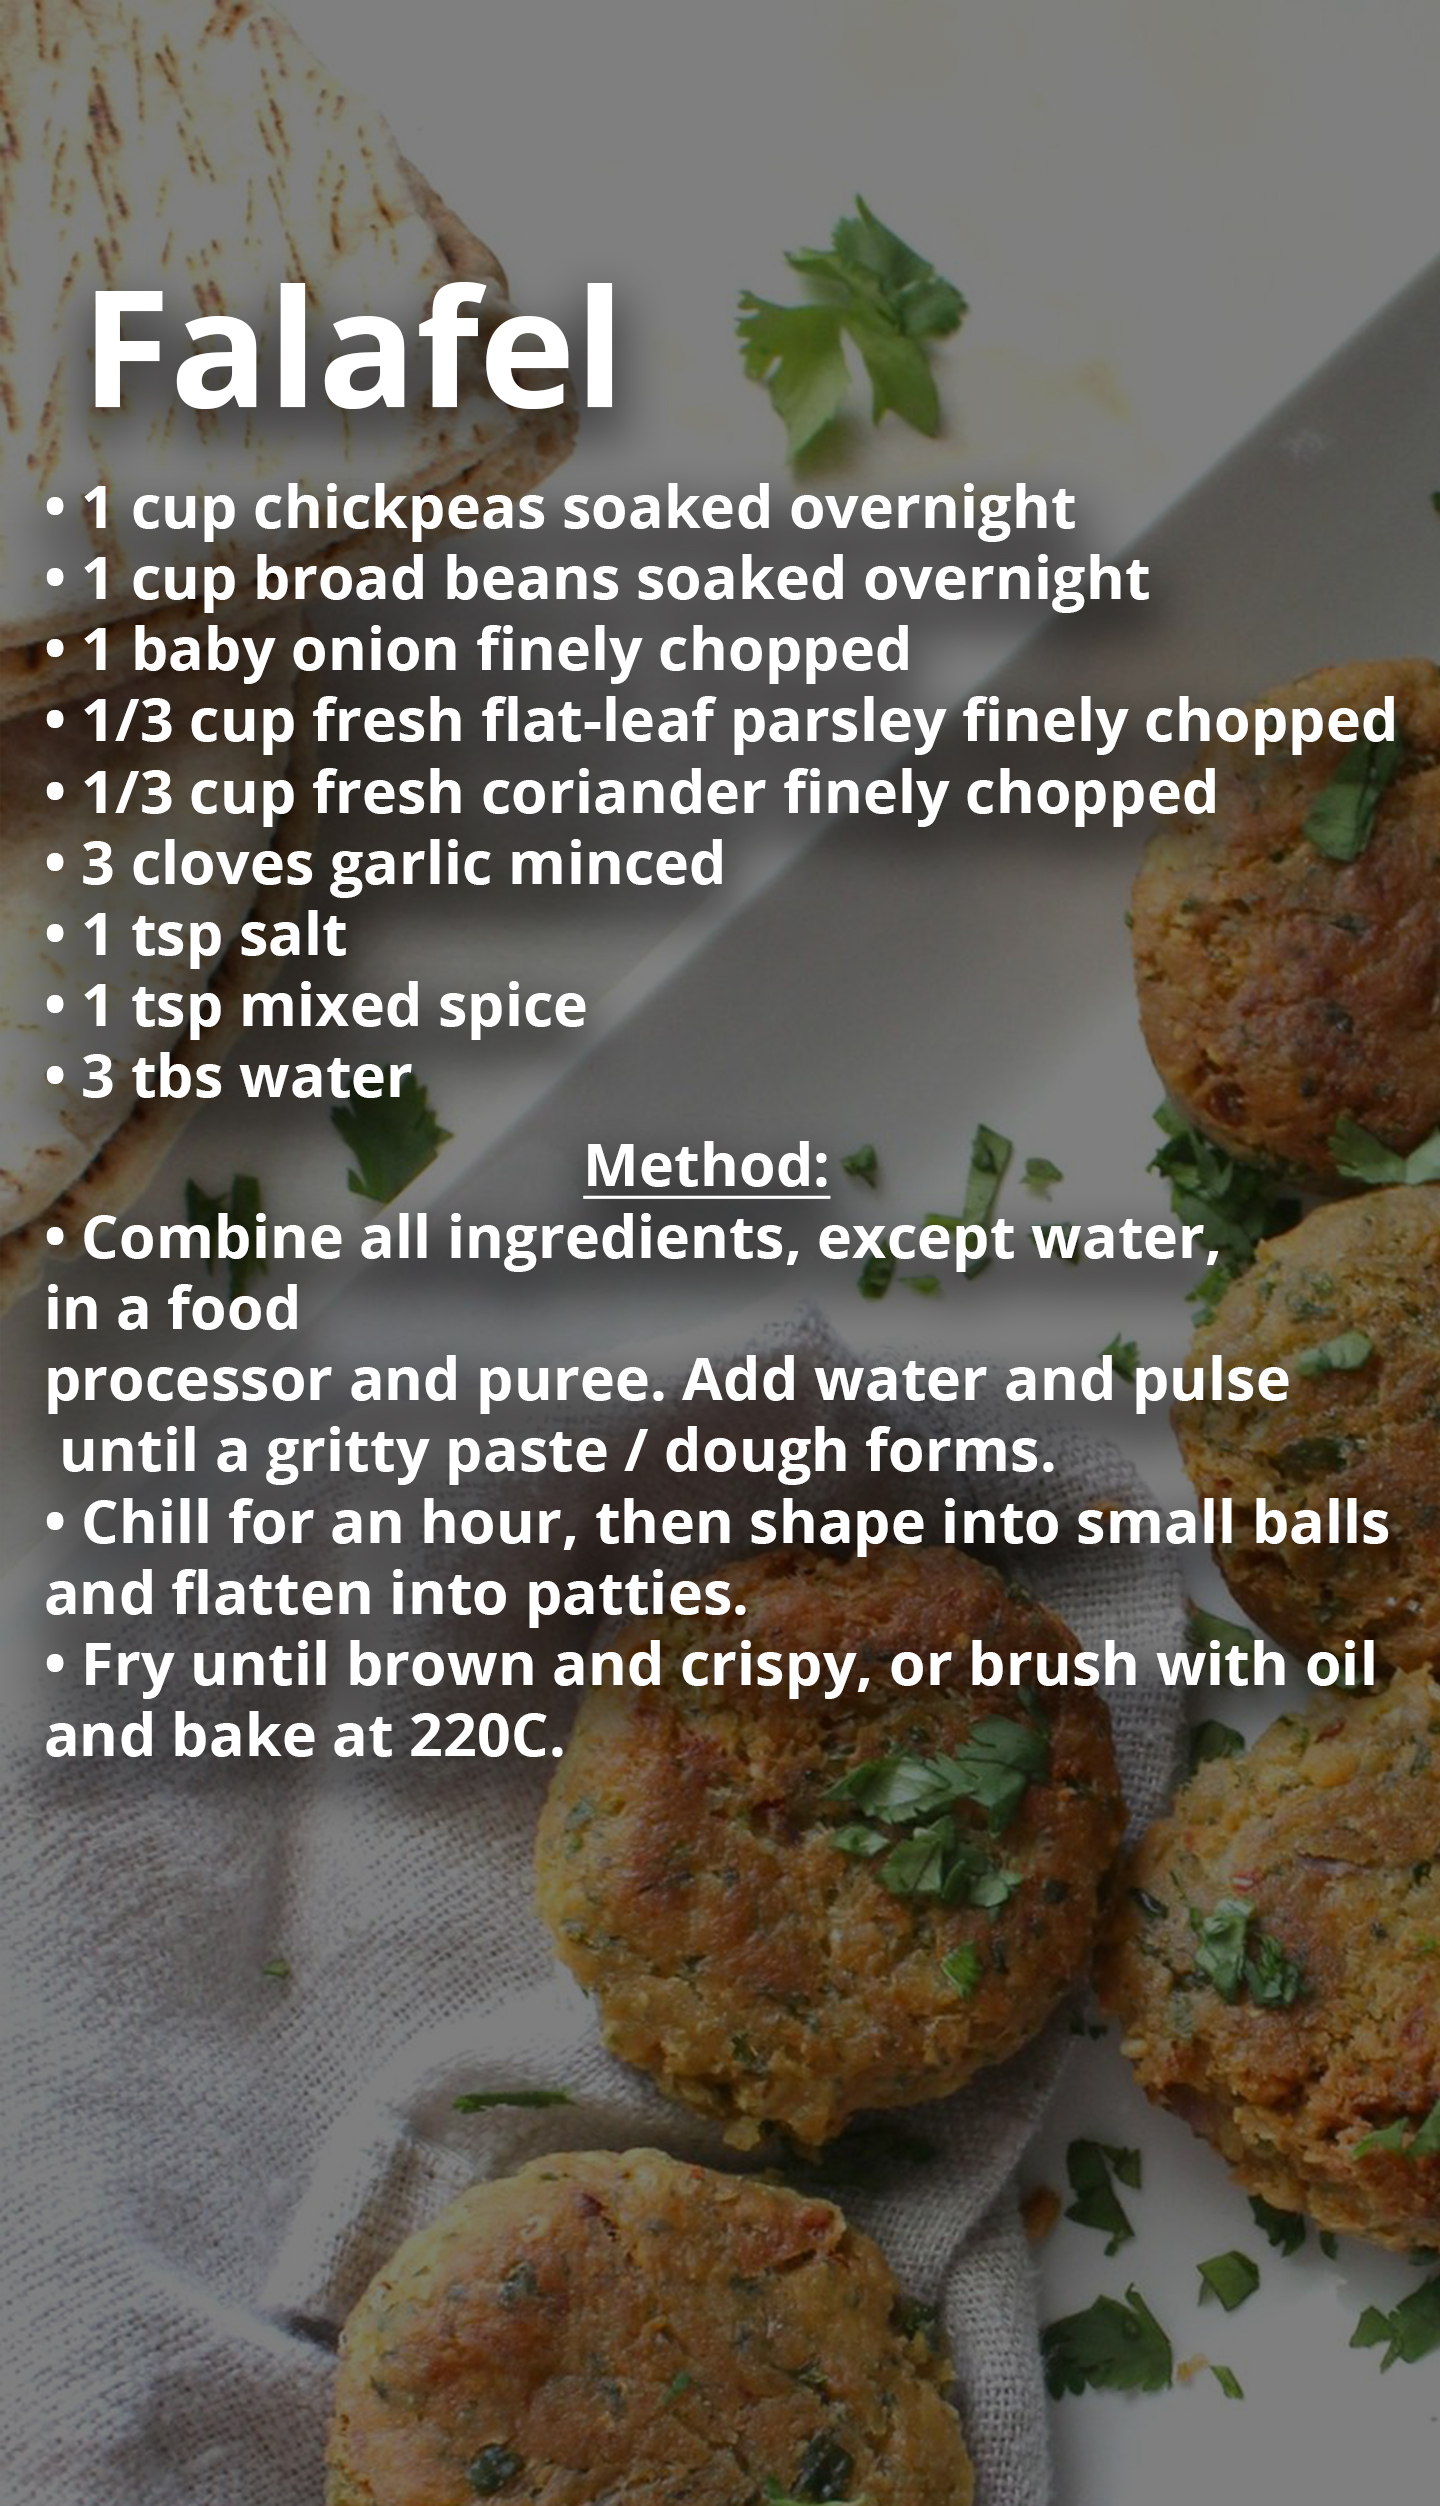 Falafel
• 1 cup chickpeas soaked overnight
• 1 cup broad beans soaked overnight
• 1 baby onion finely chopped
• 1/3 cup fresh flat-leaf parsley finely chopped
• 1/3 cup fresh coriander finely chopped
• 3 cloves garlic minced
• 1 tsp salt
• 1 tsp mixed spice
• 3 tbs water
Method:
• Combine all ingredients, except water,
in a food
processor and puree. Add water and pulse
until a gritty paste / dough forms.
• Chill for an hour, then shape into small balls
and flatten into patties.
• Fry until brown and crispy, or brush with oil
and bake at 220C.